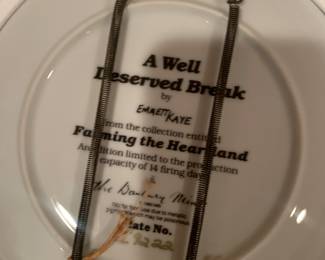 A Well
Deserved Break
by
EMMETT KAYE
from the collection entitled
Farming the Heartland
An edition limited to the production
capacity of 14 firing days
The Danbury Mint
Plate No.